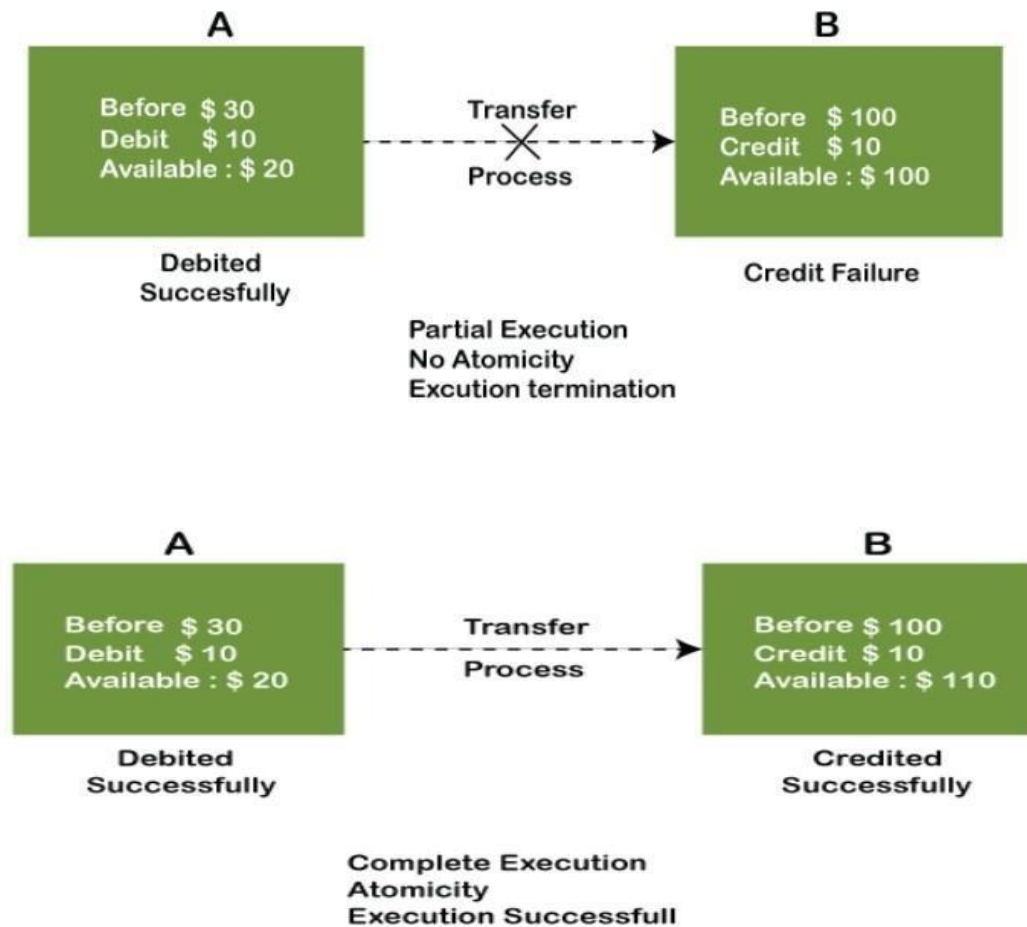 A
B
Before $ 30
Debit $ 10
Available : $ 20
Transfer
Process
Before $ 100
Credit $ 10
Available : $ 100
Debited
Succesfully
Credit Failure
Partial Execution
No Atomicity
Excution termination
A
B
Before $ 30
Debit $ 10
Available : $ 20
Transfer
Process
Before $ 100
Credit $ 10
Available : $ 110
Debited
Successfully
Credited
Successfully
Complete Execution
Atomicity
Execution Successfull